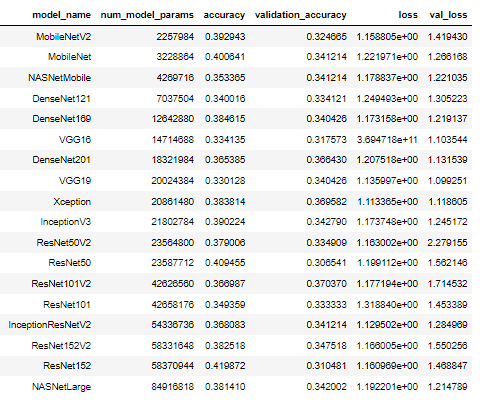 model_name num_model_params accuracy validation_accuracy loss val_loss
MobileNetV2 2257984 0.392943 0.324665 1.158805e+00 1.419430
MobileNet 3228864 0.400641 0.341214 1.221971e+00 1.266168
NASNetMobile 4269716 0.353365 0.341214 1.178837e+00 1.221035
DenseNet121 7037504 0.340016 0.334121 1.249493e+00 1.305223
DenseNet169 12642880 0.384615 0.340426 1.173158e+00 1.219137
VGG16 14714688 0.334135 0.317573 3.694718e+11 1.103544
DenseNet201 18321984 0.365385 0.366430 1.207518e+00 1.131539
VGG19 20024384 0.330128 0.340426 1.135997e+00 1.099251
Xception 20861480 0.383814 0.369582 1.113365e+00 1.118605
InceptionV3 21802784 0.390224 0.342790 1.173748e+00 1.245172
ResNet50V2 23564800 0.379006 0.334909 1.163002e+00 2.279155
ResNet50 23587712 0.409455 0.306541 1.199112e+00 1.562146
ResNet101V2 42626560 0.366987 0.370370 1.177194e+00 1.714532
ResNet101 42658176 0.349359 0.333333 1.318840e+00 1.453389
InceptionResNetV2 54336736 0.368083 0.341214 1.129502e+00 1.284969
ResNet152V2 58331648 0.382518 0.347518 1.166005e+00 1.550256
ResNet152 58370944 0.419872 0.310481 1.160969e+00 1.468847
NASNetLarge 84916818 0.381410 0.342002 1.192201e+00 1.214789